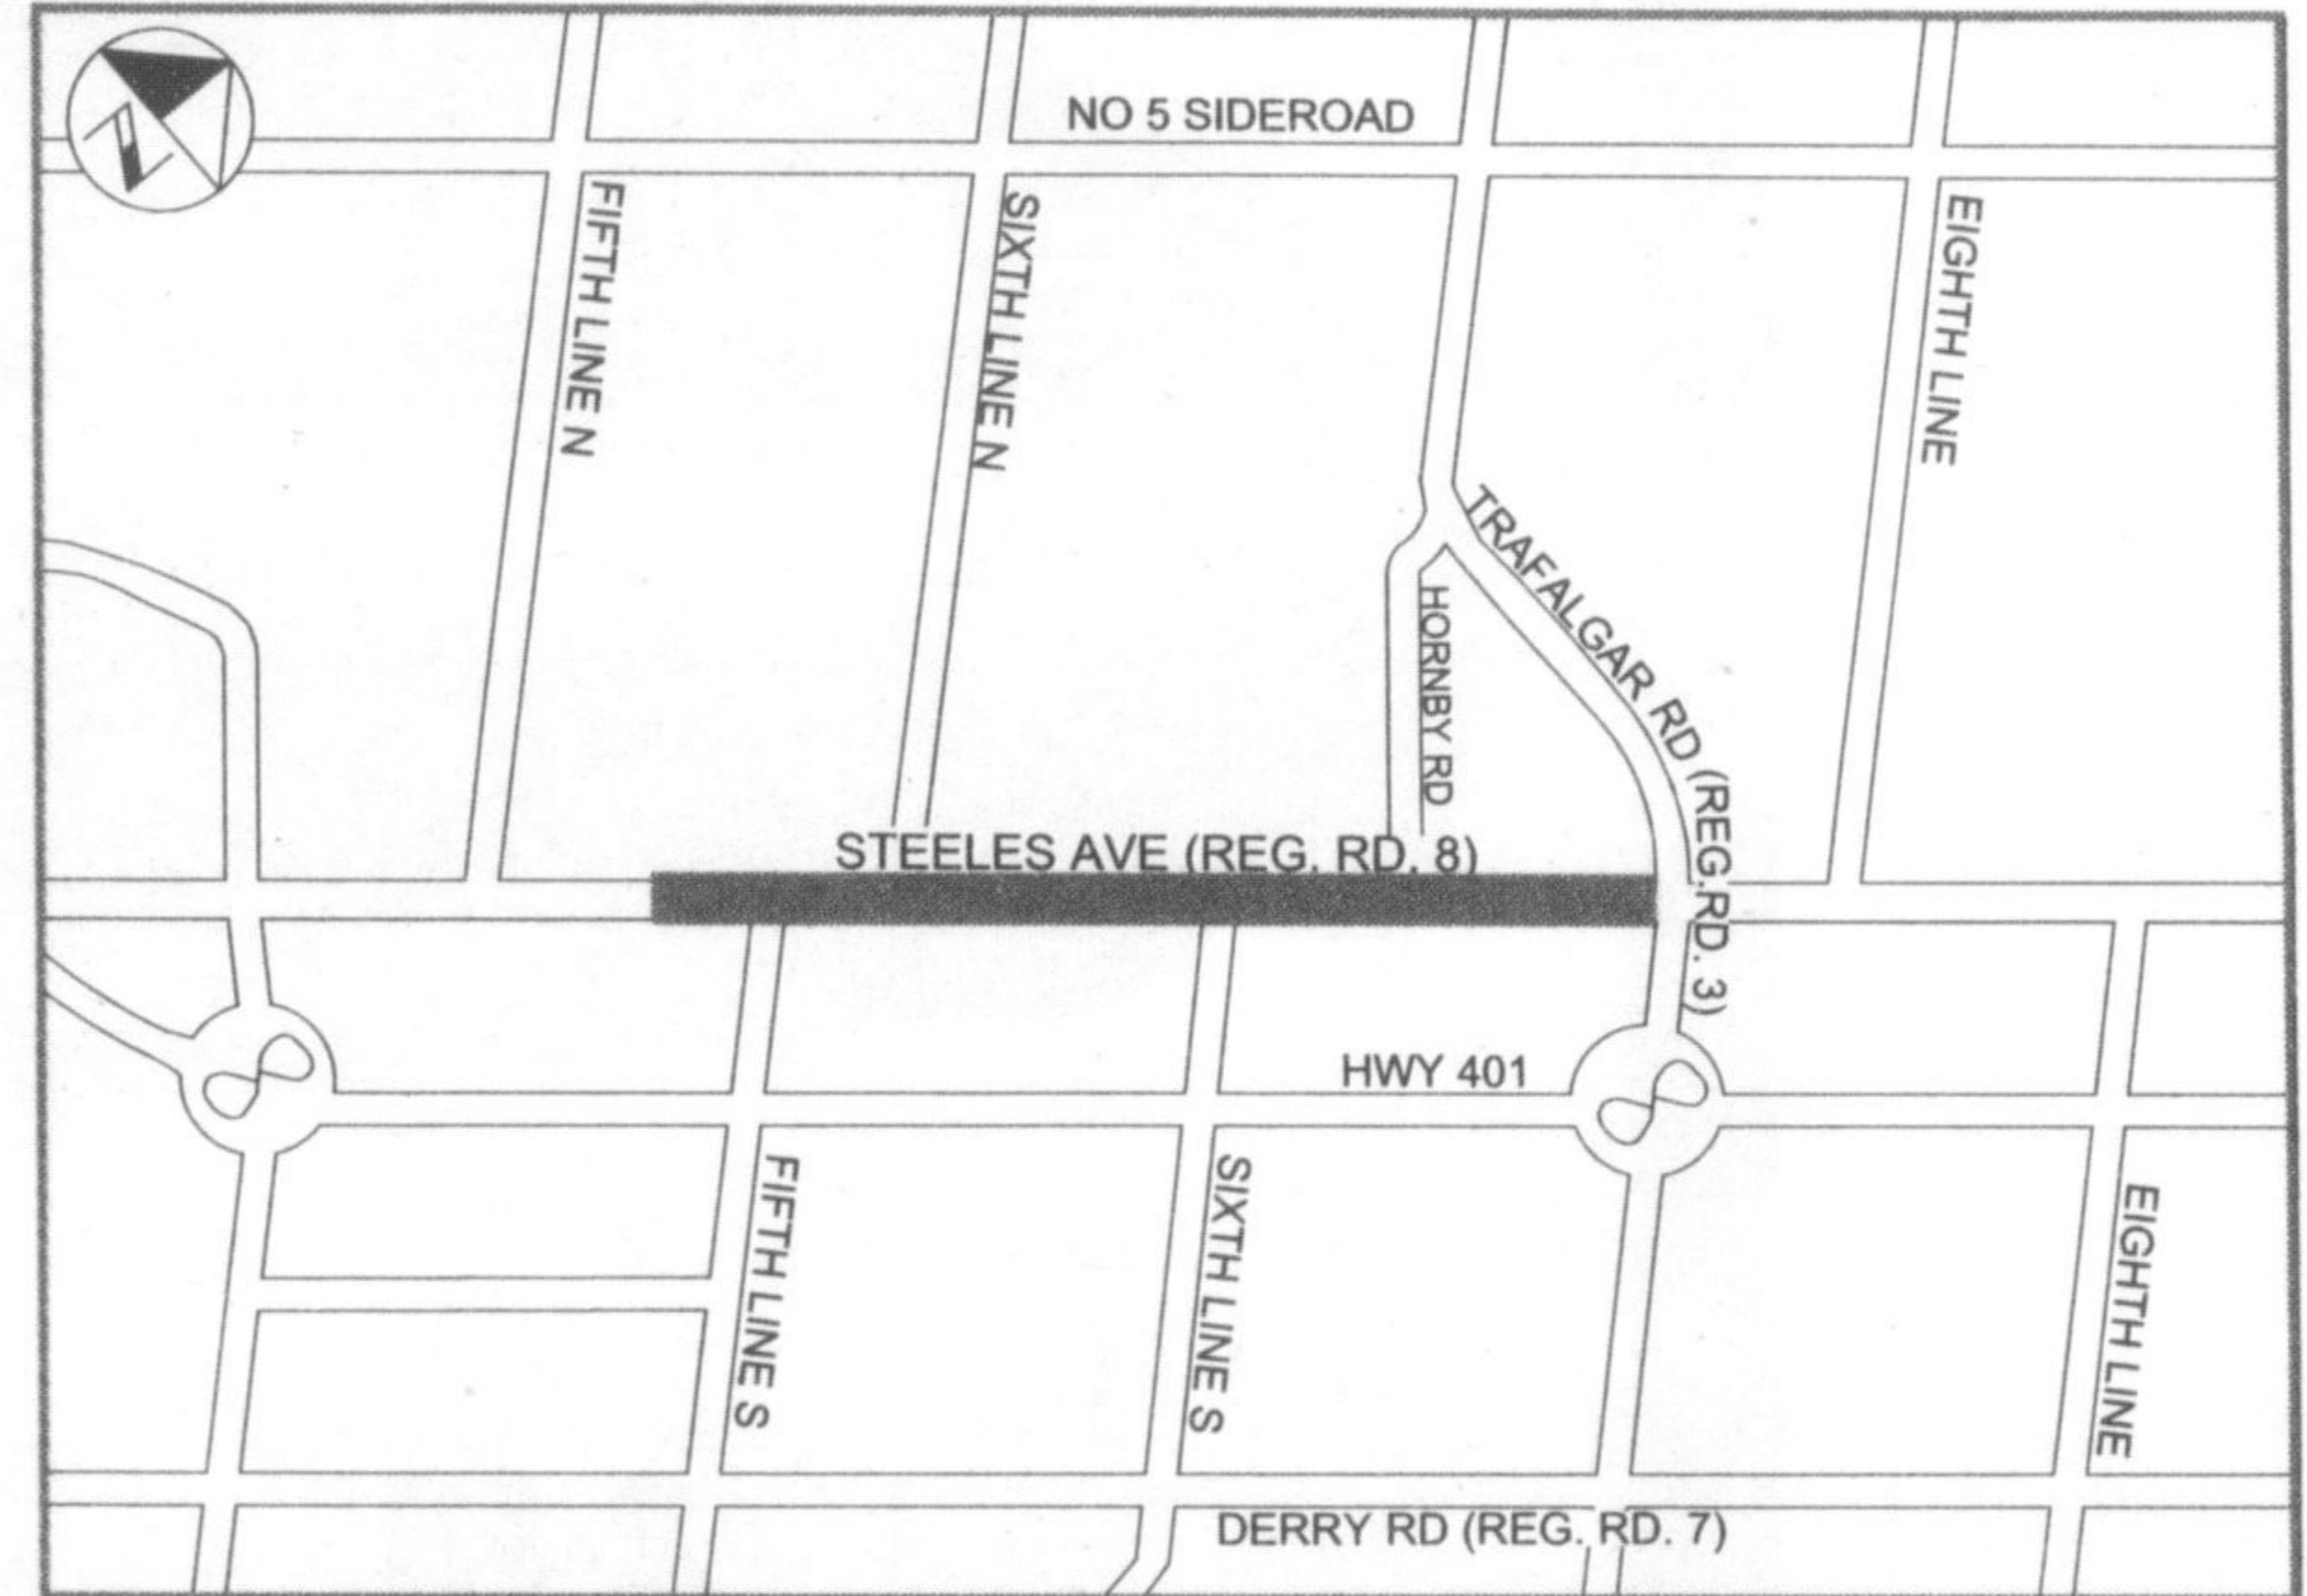 N
NO 5 SIDEROAD
FIFTH LINE N
SIXTH LINE N
EIGHTH LINE
TRAFALGAR RD (REG.RD. 3)
HORNBY RD
STEELES AVE (REG. RD. 8)
HWY 401
FIFTH LINE S
SIXTH LINE S
EIGHTH LINE
DERRY RD (REG. RD. 7)